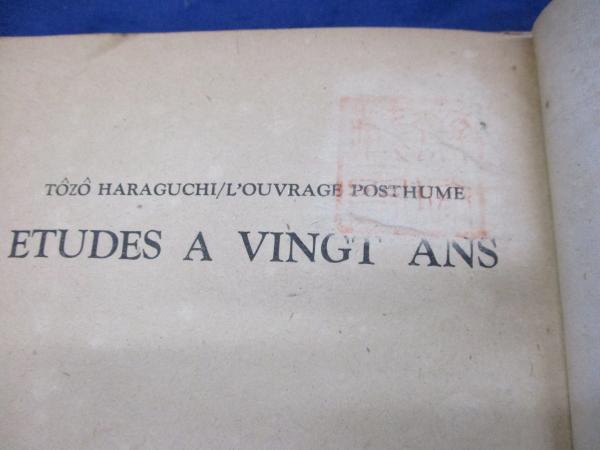 TÔZÔ HARAGUCHI/L'OUVRAGE POSTHUME
ETUDES A VINGT ANS